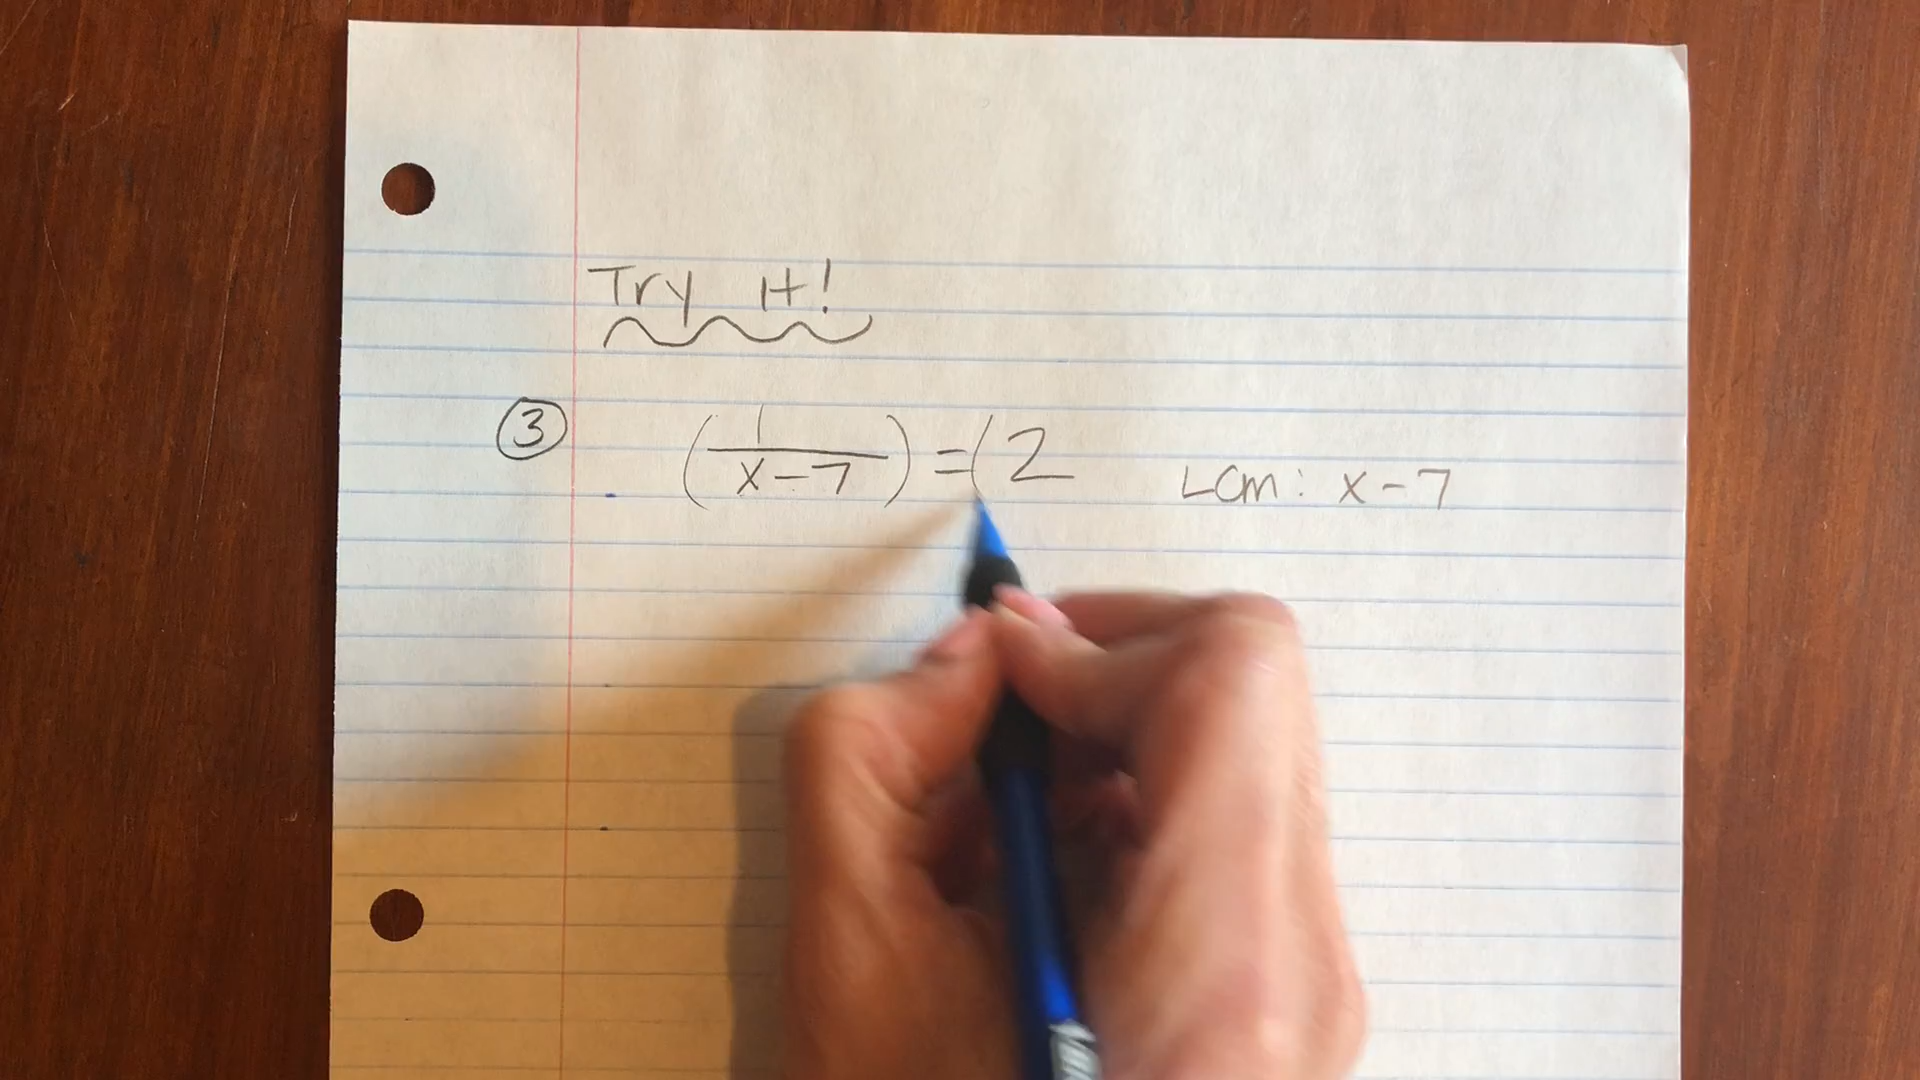 Try it!
③ (1/(x-7)) = (2 LCM: x-7